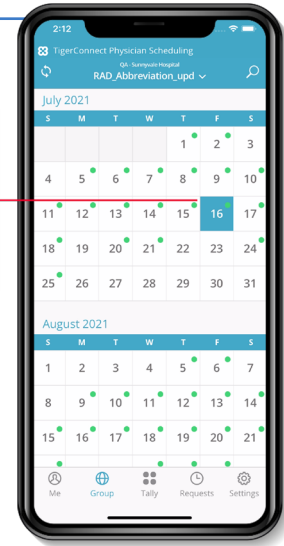 2:12
TigerConnect Physician Scheduling
QA - Sunnyvale Hospital
RAD_Abbreviation_upd
July 2021
S M T W T F S
1 2 3
4 5 6 7 8 9 10
11 12 13 14 15 16 17
18 19 20 21 22 23 24
25 26 27 28 29 30 31
August 2021
S M T W T F S
1 2 3 4 5 6 7
8 9 10 11 12 13 14
15 16 17 18 19 20 21
Me Group Tally Requests Settings